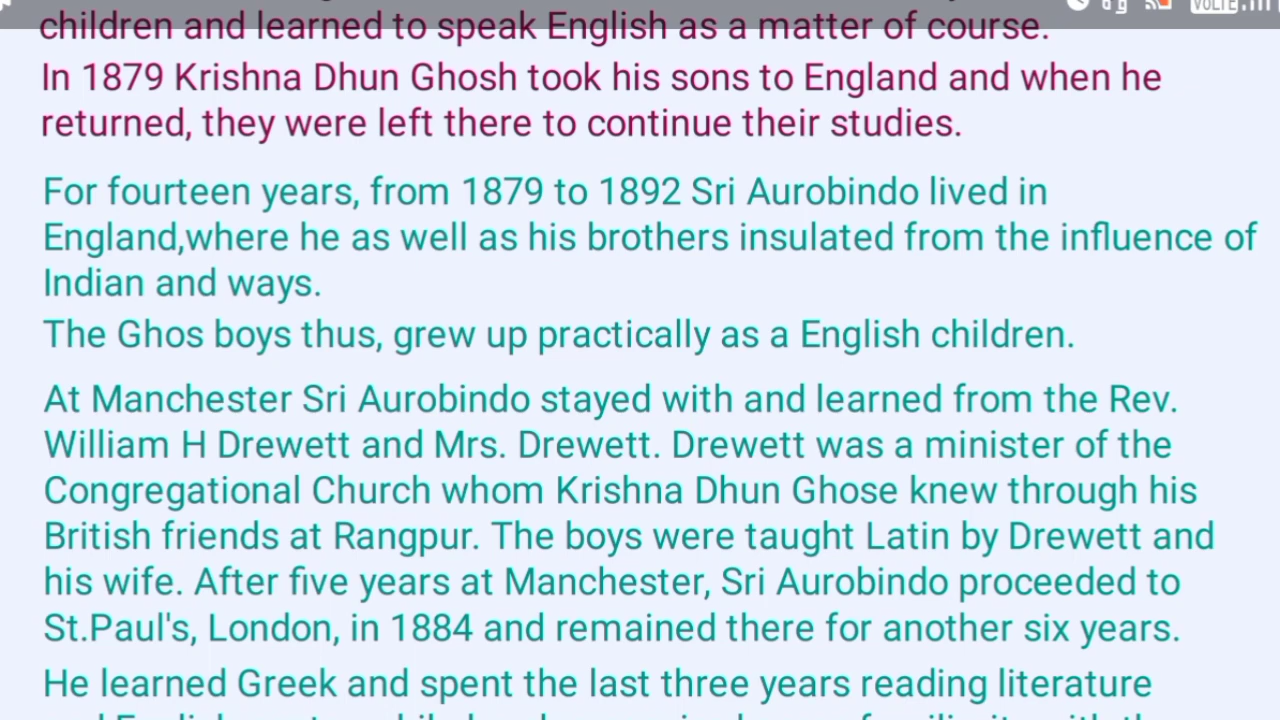 VOLTE
children and learned to speak English as a matter of course.
In 1879 Krishna Dhun Ghosh took his sons to England and when he
returned, they were left there to continue their studies.
For fourteen years, from 1879 to 1892 Sri Aurobindo lived in
England,where he as well as his brothers insulated from the influence of
Indian and ways.
The Ghos boys thus, grew up practically as a English children.
At Manchester Sri Aurobindo stayed with and learned from the Rev.
William H Drewett and Mrs. Drewett. Drewett was a minister of the
Congregational Church whom Krishna Dhun Ghose knew through his
British friends at Rangpur. The boys were taught Latin by Drewett and
his wife. After five years at Manchester, Sri Aurobindo proceeded to
St.Paul's, London, in 1884 and remained there for another six years.
He learned Greek and spent the last three years reading literature